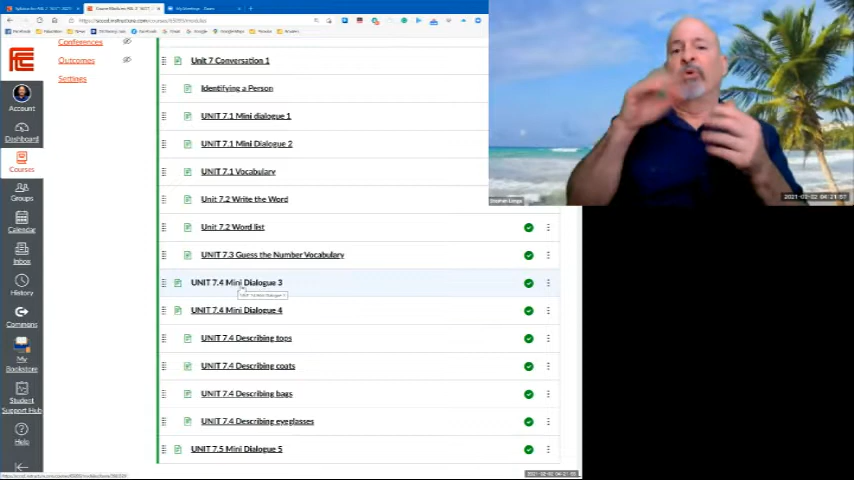 Conferences
Outcomes
Settings
Account
Dashboard
Courses
Groups
Calendar
Inbox
History
Commons
My
Bookstore
Student
Support Hub
Help
Unit 7 Conversation 1
Identifying a Person
UNIT 7.1 Mini dialogue 1
UNIT 7.1 Mini Dialogue 2
UNIT 7.1 Vocabulary
Unit 7.2 Write the Word
Unit 7.2 Word list
UNIT 7.3 Guess the Number Vocabulary
UNIT 7.4 Mini Dialogue 3
UNIT 7.4 Mini Dialogue 4
UNIT 7.4 Describing tops
UNIT 7.4 Describing coats
UNIT 7.4 Describing bags
UNIT 7.4 Describing eyeglasses
UNIT 7.5 Mini Dialogue 5